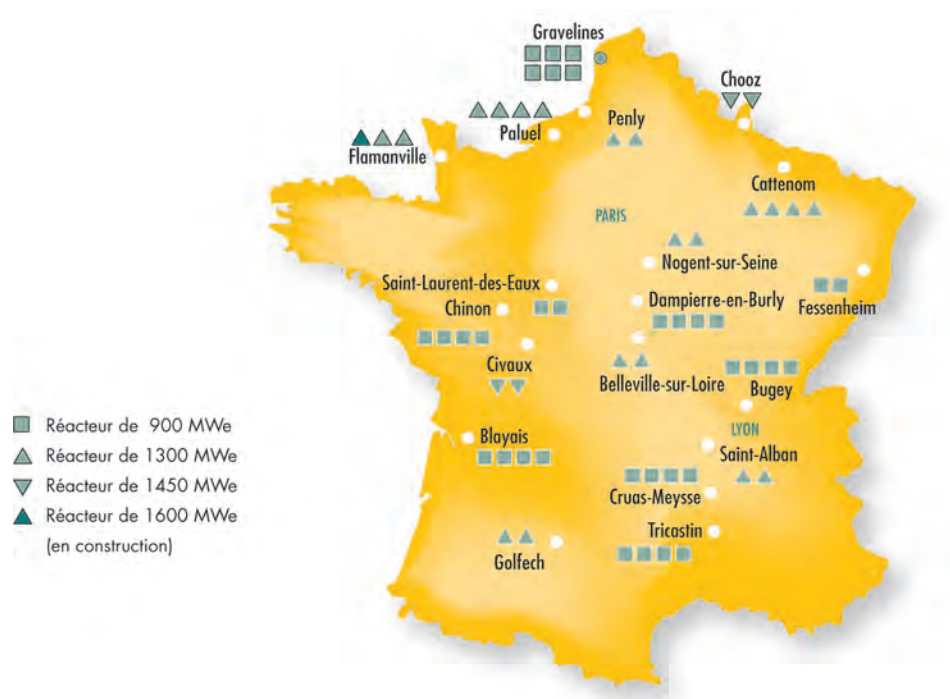 Gravelines
Chooz
Penly
Paluel
Flamanville
Cattenom
PARIS
Nogent-sur-Seine
Saint-Laurent-des-Eaux
Dampierre-en-Burly
Fessenheim
Chinon
Civaux
Belleville-sur-Loire
Bugey
LYON
Blayais
Saint-Alban
Cruas-Meysse
Tricastin
Golfech
Réacteur de 900 MWe
Réacteur de 1300 MWe
Réacteur de 1450 MWe
Réacteur de 1600 MWe
(en construction)